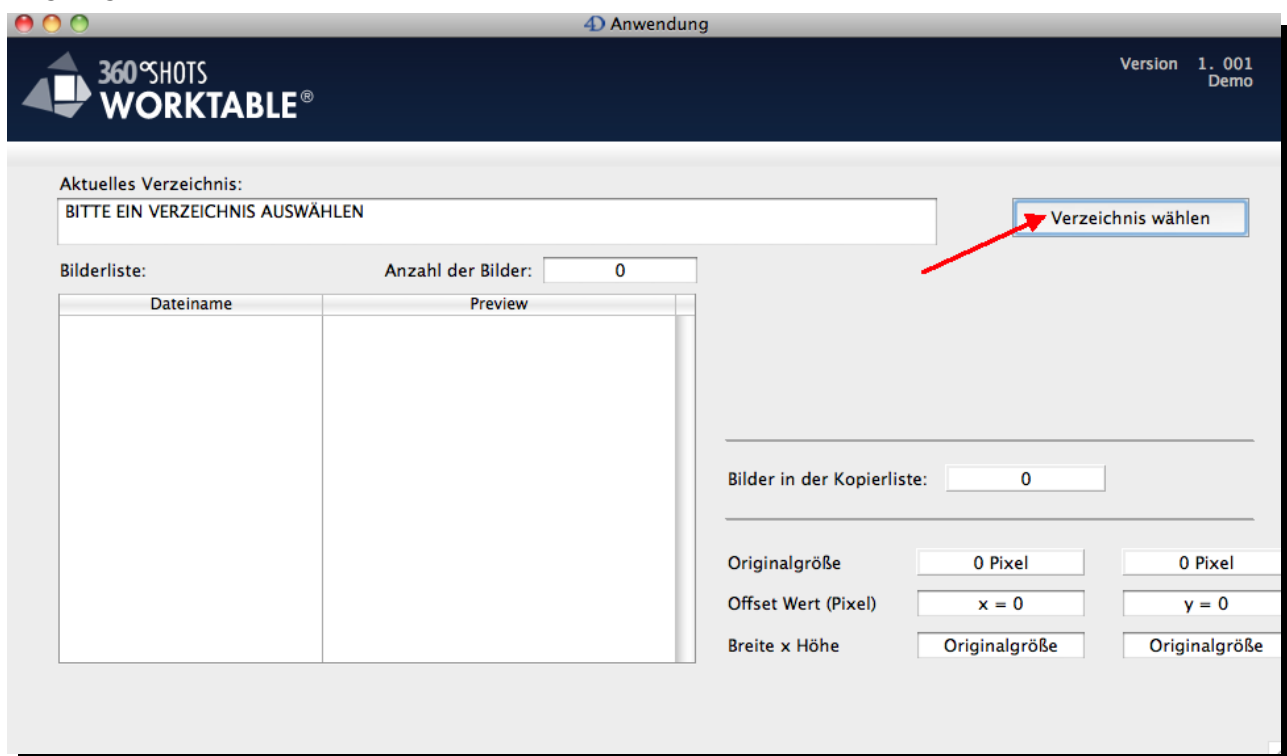 Anwendung
360°SHOTS
WORKTABLE®
Version 1. 001
Demo
Aktuelles Verzeichnis:
BITTE EIN VERZEICHNIS AUSWÄHLEN
Verzeichnis wählen
Bilderliste:
Anzahl der Bilder: 0
Dateiname Preview
Bilder in der Kopierliste: 0
Originalgröße 0 Pixel 0 Pixel
Offset Wert (Pixel) x = 0 y = 0
Breite x Höhe Originalgröße Originalgröße